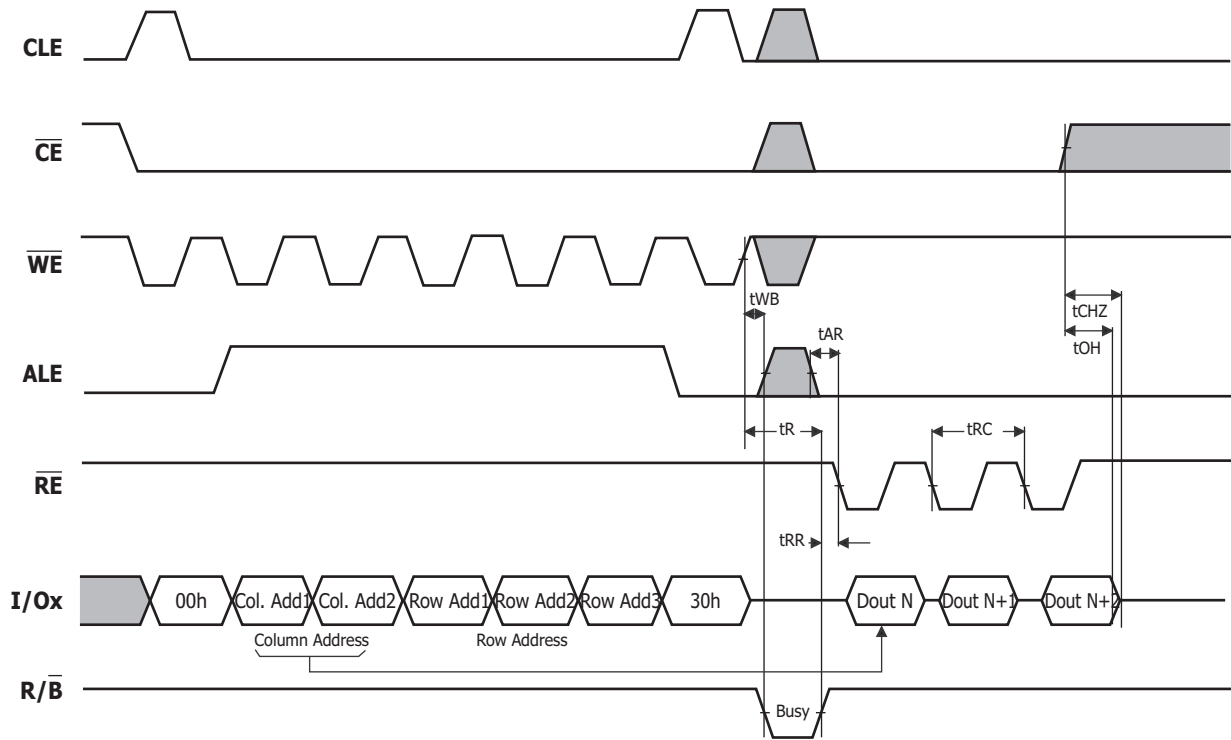 CLE
CE
WE
tWB
tCHZ
tAR
tOH
ALE
tR
tRC
RE
tRR
I/Ox
00h
Col. Add1
Col. Add2
Row Add1
Row Add2
Row Add3
30h
Dout N
Dout N+1
Dout N+2
Column Address
Row Address
R/B
Busy